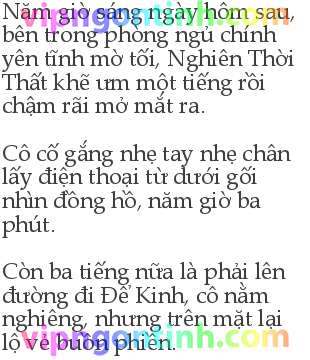 Năm giờ sáng ngày hôm sau,
bên trong phòng ngủ chính
yên tĩnh mờ tối, Nghiên Thời
Thất khẽ ưm một tiếng rồi
chậm rãi mở mắt ra.
Cô cố gắng nhẹ tay nhẹ chân
lấy điện thoại từ dưới gối
nhìn đồng hồ, năm giờ ba
phút.
Còn ba tiếng nữa là phải lên
đường đi Đế Kinh, cô nằm
nghiêng, nhưng trên mặt lại
lộ vẻ buồn phiền.
vipngontinh.com
vipngontinh.com